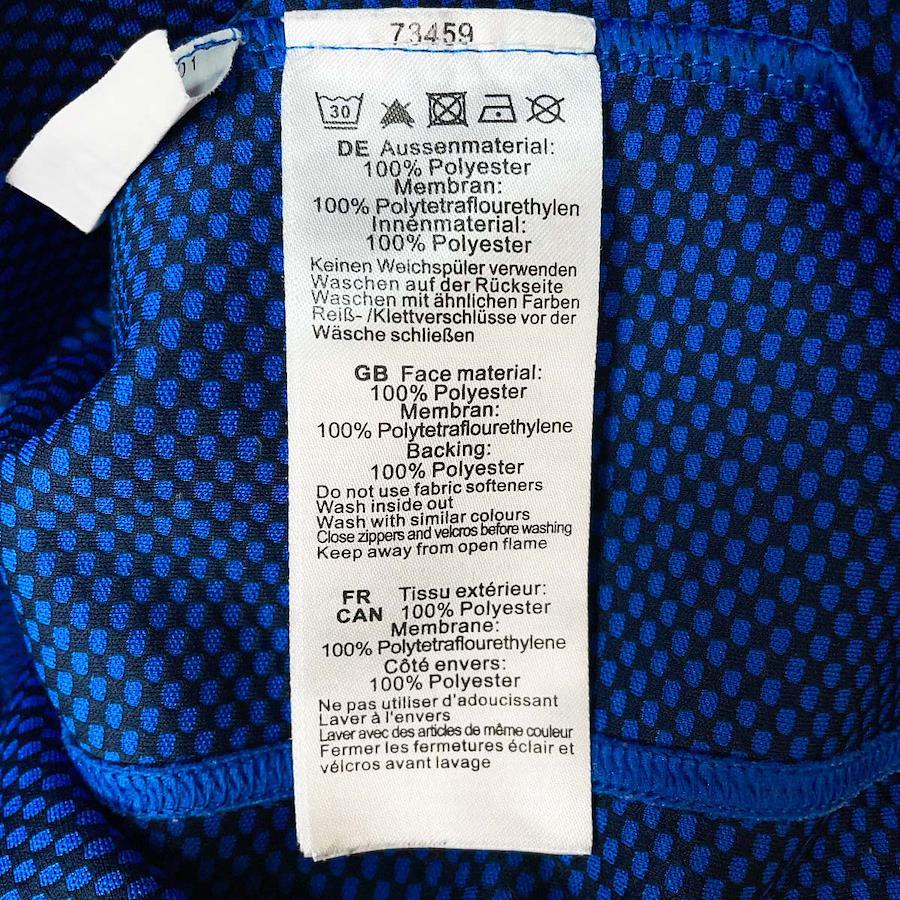 73459
01
30
DE Aussenmaterial:
100% Polyester
Membran:
100% Polytetraflourethylen
Innenmaterial:
100% Polyester
Keinen Weichspüler verwenden
Waschen auf der Rückseite
Waschen mit ähnlichen Farben
Reiß- /Klettverschlüsse vor der
Wäsche schließen
GB Face material:
100% Polyester
Membran:
100% Polytetraflourethylene
Backing:
100% Polyester
Do not use fabric softeners
Wash inside out
Wash with similar colours
Close zippers and velcros before washing
Keep away from open flame
FR CAN Tissu extérieur:
100% Polyester
Membrane:
100% Polytetraflourethylene
Côté envers:
100% Polyester
Ne pas utiliser d'adoucissant
Laver à l'envers
Laver avec des articles de même couleur
Fermer les fermetures éclair et
vélcros avant lavage